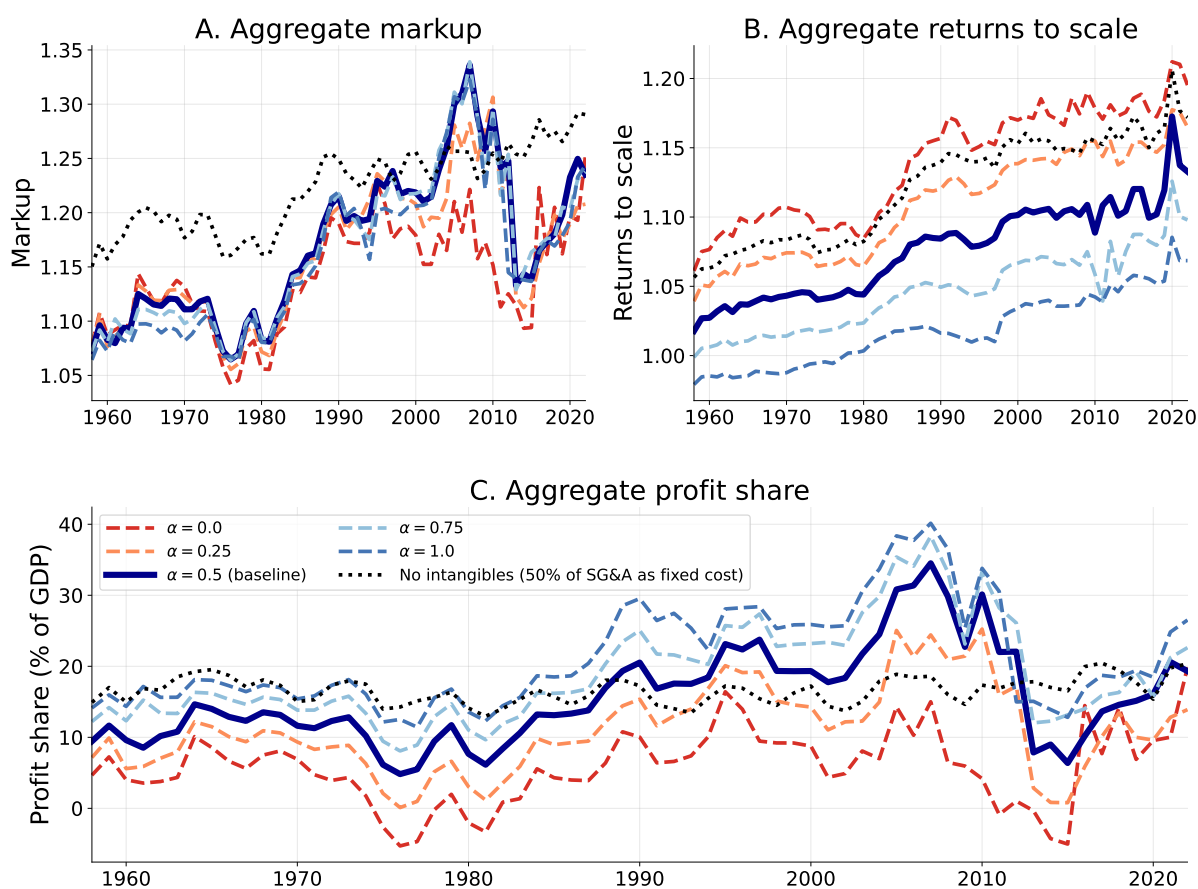 A. Aggregate markup
Markup
1.35
1.30
1.25
1.20
1.15
1.10
1.05
1960 1970 1980 1990 2000 2010 2020
B. Aggregate returns to scale
Returns to scale
1.20
1.15
1.10
1.05
1.00
1960 1970 1980 1990 2000 2010 2020
C. Aggregate profit share
Profit share (% of GDP)
40
30
20
10
0
α = 0.0
α = 0.25
α = 0.5 (baseline)
α = 0.75
α = 1.0
No intangibles (50% of SG&A as fixed cost)
1960 1970 1980 1990 2000 2010 2020